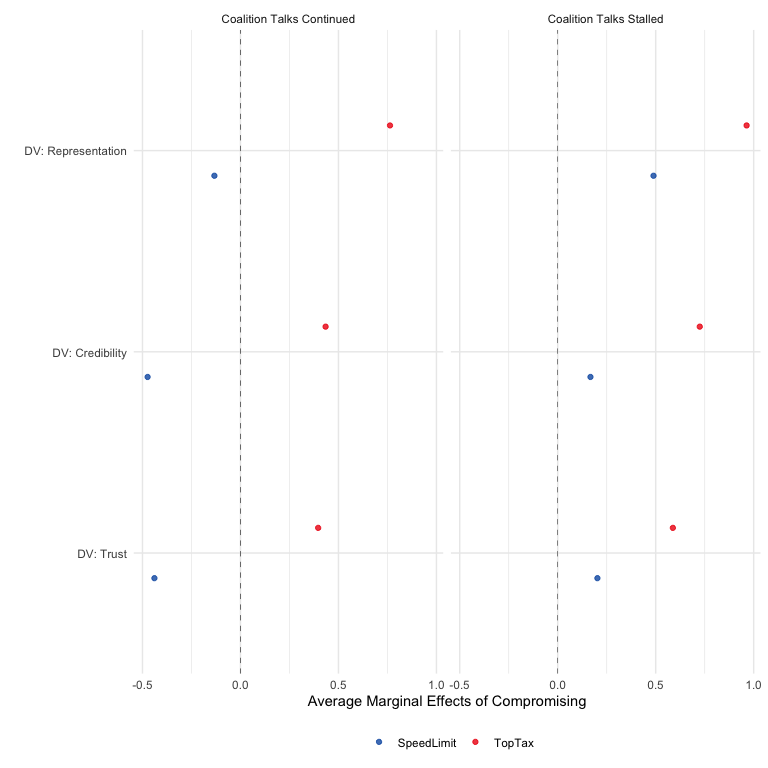 Coalition Talks Continued
Coalition Talks Stalled
DV: Representation
DV: Credibility
DV: Trust
-0.5 0.0 0.5 1.0 -0.5 0.0 0.5 1.0
Average Marginal Effects of Compromising
SpeedLimit TopTax